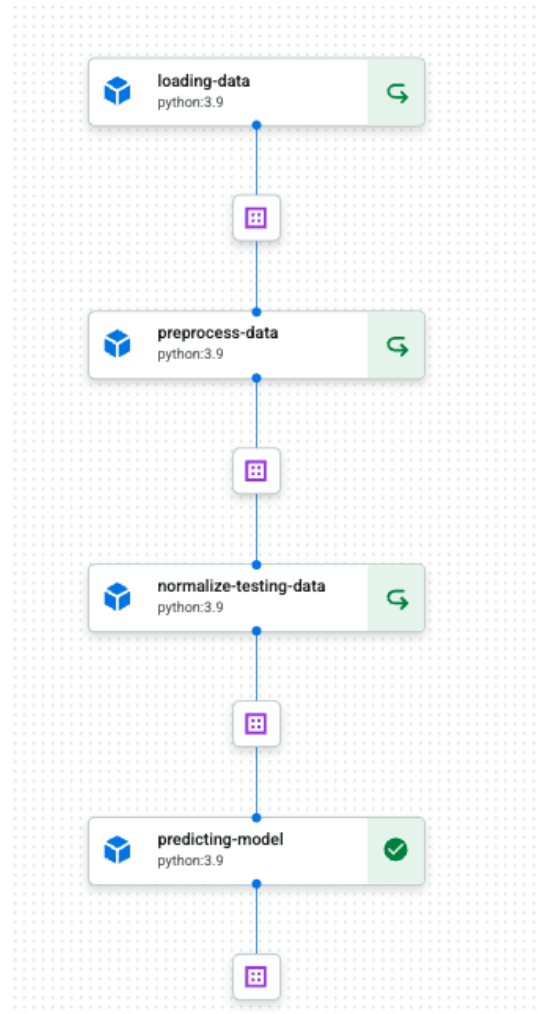 loading-data
python:3.9
preprocess-data
python:3.9
normalize-testing-data
python:3.9
predicting-model
python:3.9